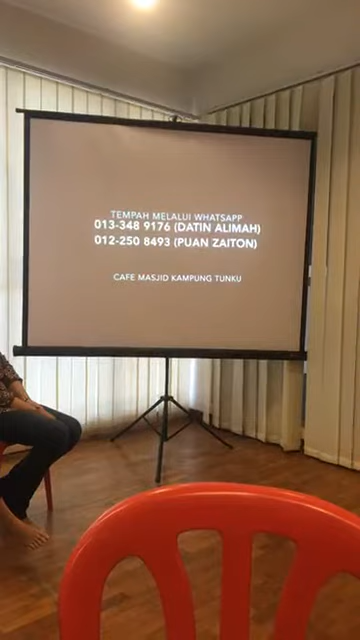 TEMPAH MELALUI WHATSAPP
013-348 9176 (DATIN ALIMAH)
012-250 8493 (PUAN ZAITON)
CAFE MASJID KAMPUNG TUNKU